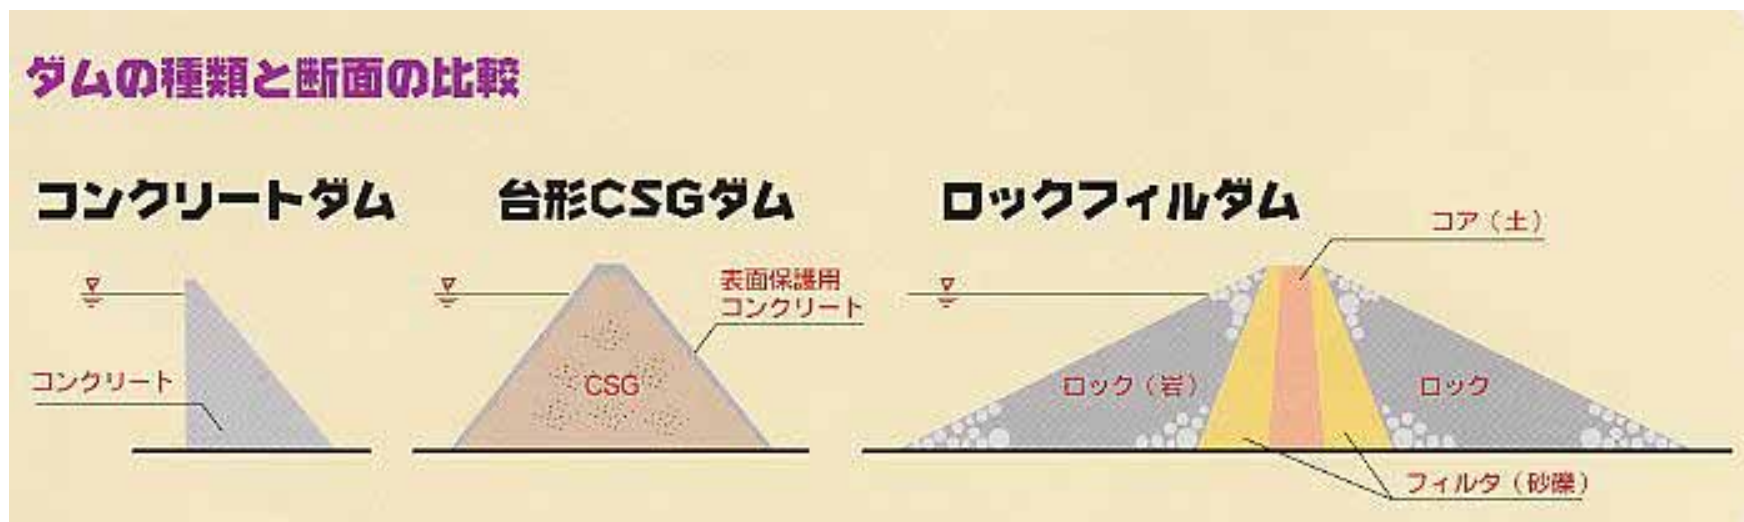 ダムの種類と断面の比較
コンクリートダム
台形CSGダム
ロックフィルダム
コア（土）
表面保護用
コンクリート
コンクリート
CSG
ロック（岩）
ロック
フィルタ（砂礫）